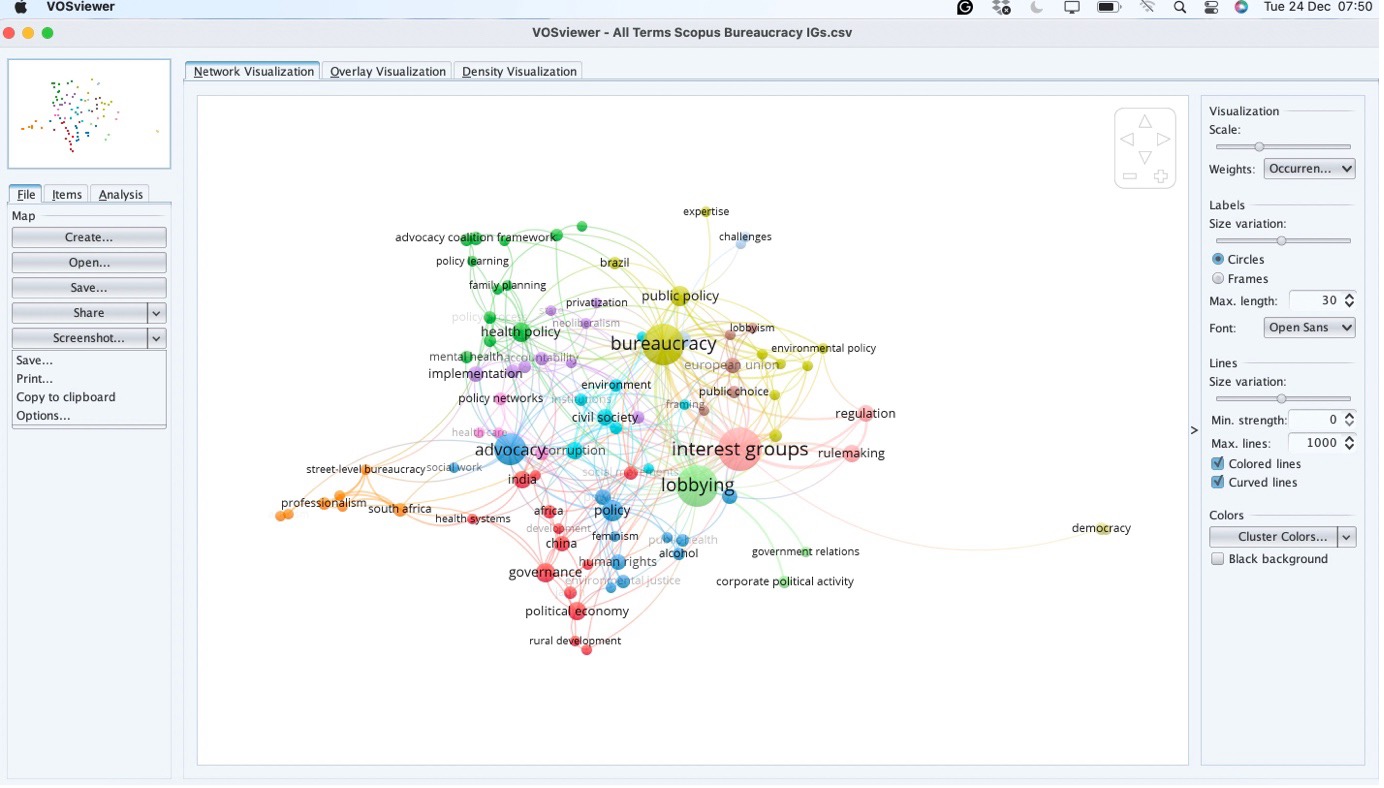 VOSviewer
Tue 24 Dec 07:50
VOSviewer - All Terms Scopus Bureaucracy IGs.csv
Network Visualization
Overlay Visualization
Density Visualization
File
Items
Analysis
Map
Create...
Open...
Save...
Share
Screenshot...
Save...
Print...
Copy to clipboard
Options...
expertise
challenges
advocacy coalition framework
policy learning
brazil
family planning
privatization
public policy
neoliberalism
health policy
lobbyism
bureaucracy
environmental policy
mental health
accountability
european union
implementation
environment
policy networks
institutions
public choice
framing
civil society
regulation
health care
advocacy
corruption
interest groups
rulemaking
street-level bureaucracy
social work
social movements
india
lobbying
professionalism
south africa
health systems
africa
policy
development
democracy
feminism
public health
china
alcohol
government relations
human rights
governance
environmental justice
corporate political activity
political economy
rural development
Visualization
Scale:
Weights:
Occurren...
Labels
Size variation:
Circles
Frames
Max. length:
30
Font:
Open Sans
Lines
Size variation:
Min. strength:
0
Max. lines:
1000
Colored lines
Curved lines
Colors
Cluster Colors...
Black background